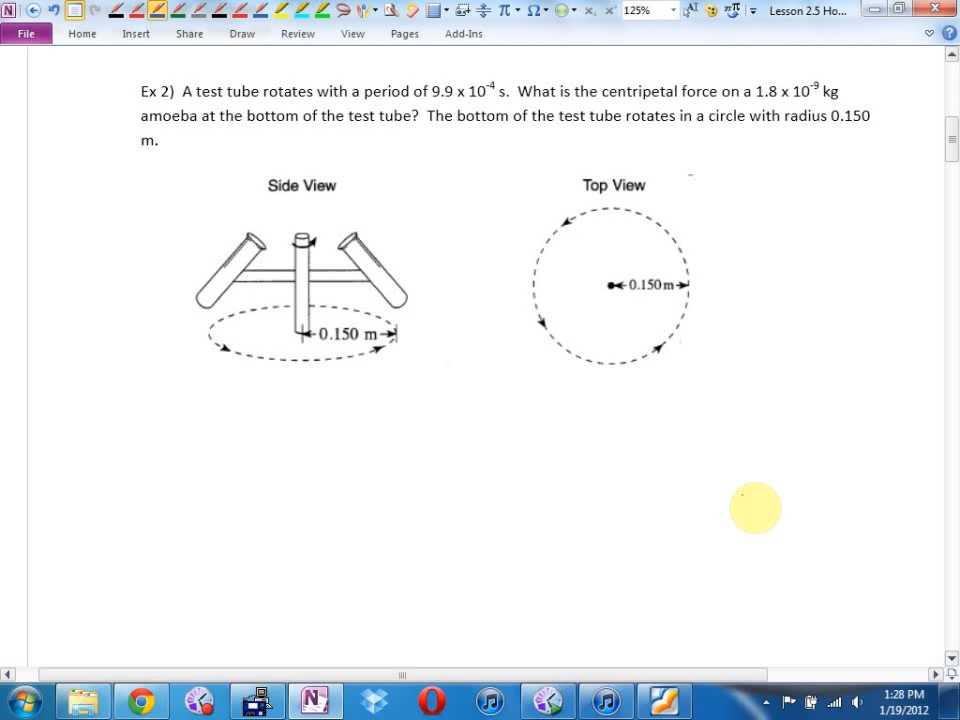 125%
Lesson 2.5 Ho...
File Home Insert Share Draw Review View Pages Add-Ins
Ex 2) A test tube rotates with a period of 9.9 x 10⁻⁴ s. What is the centripetal force on a 1.8 x 10⁻⁹ kg
amoeba at the bottom of the test tube? The bottom of the test tube rotates in a circle with radius 0.150
m.
Side View
Top View
0.150 m
0.150 m
1:28 PM
1/19/2012